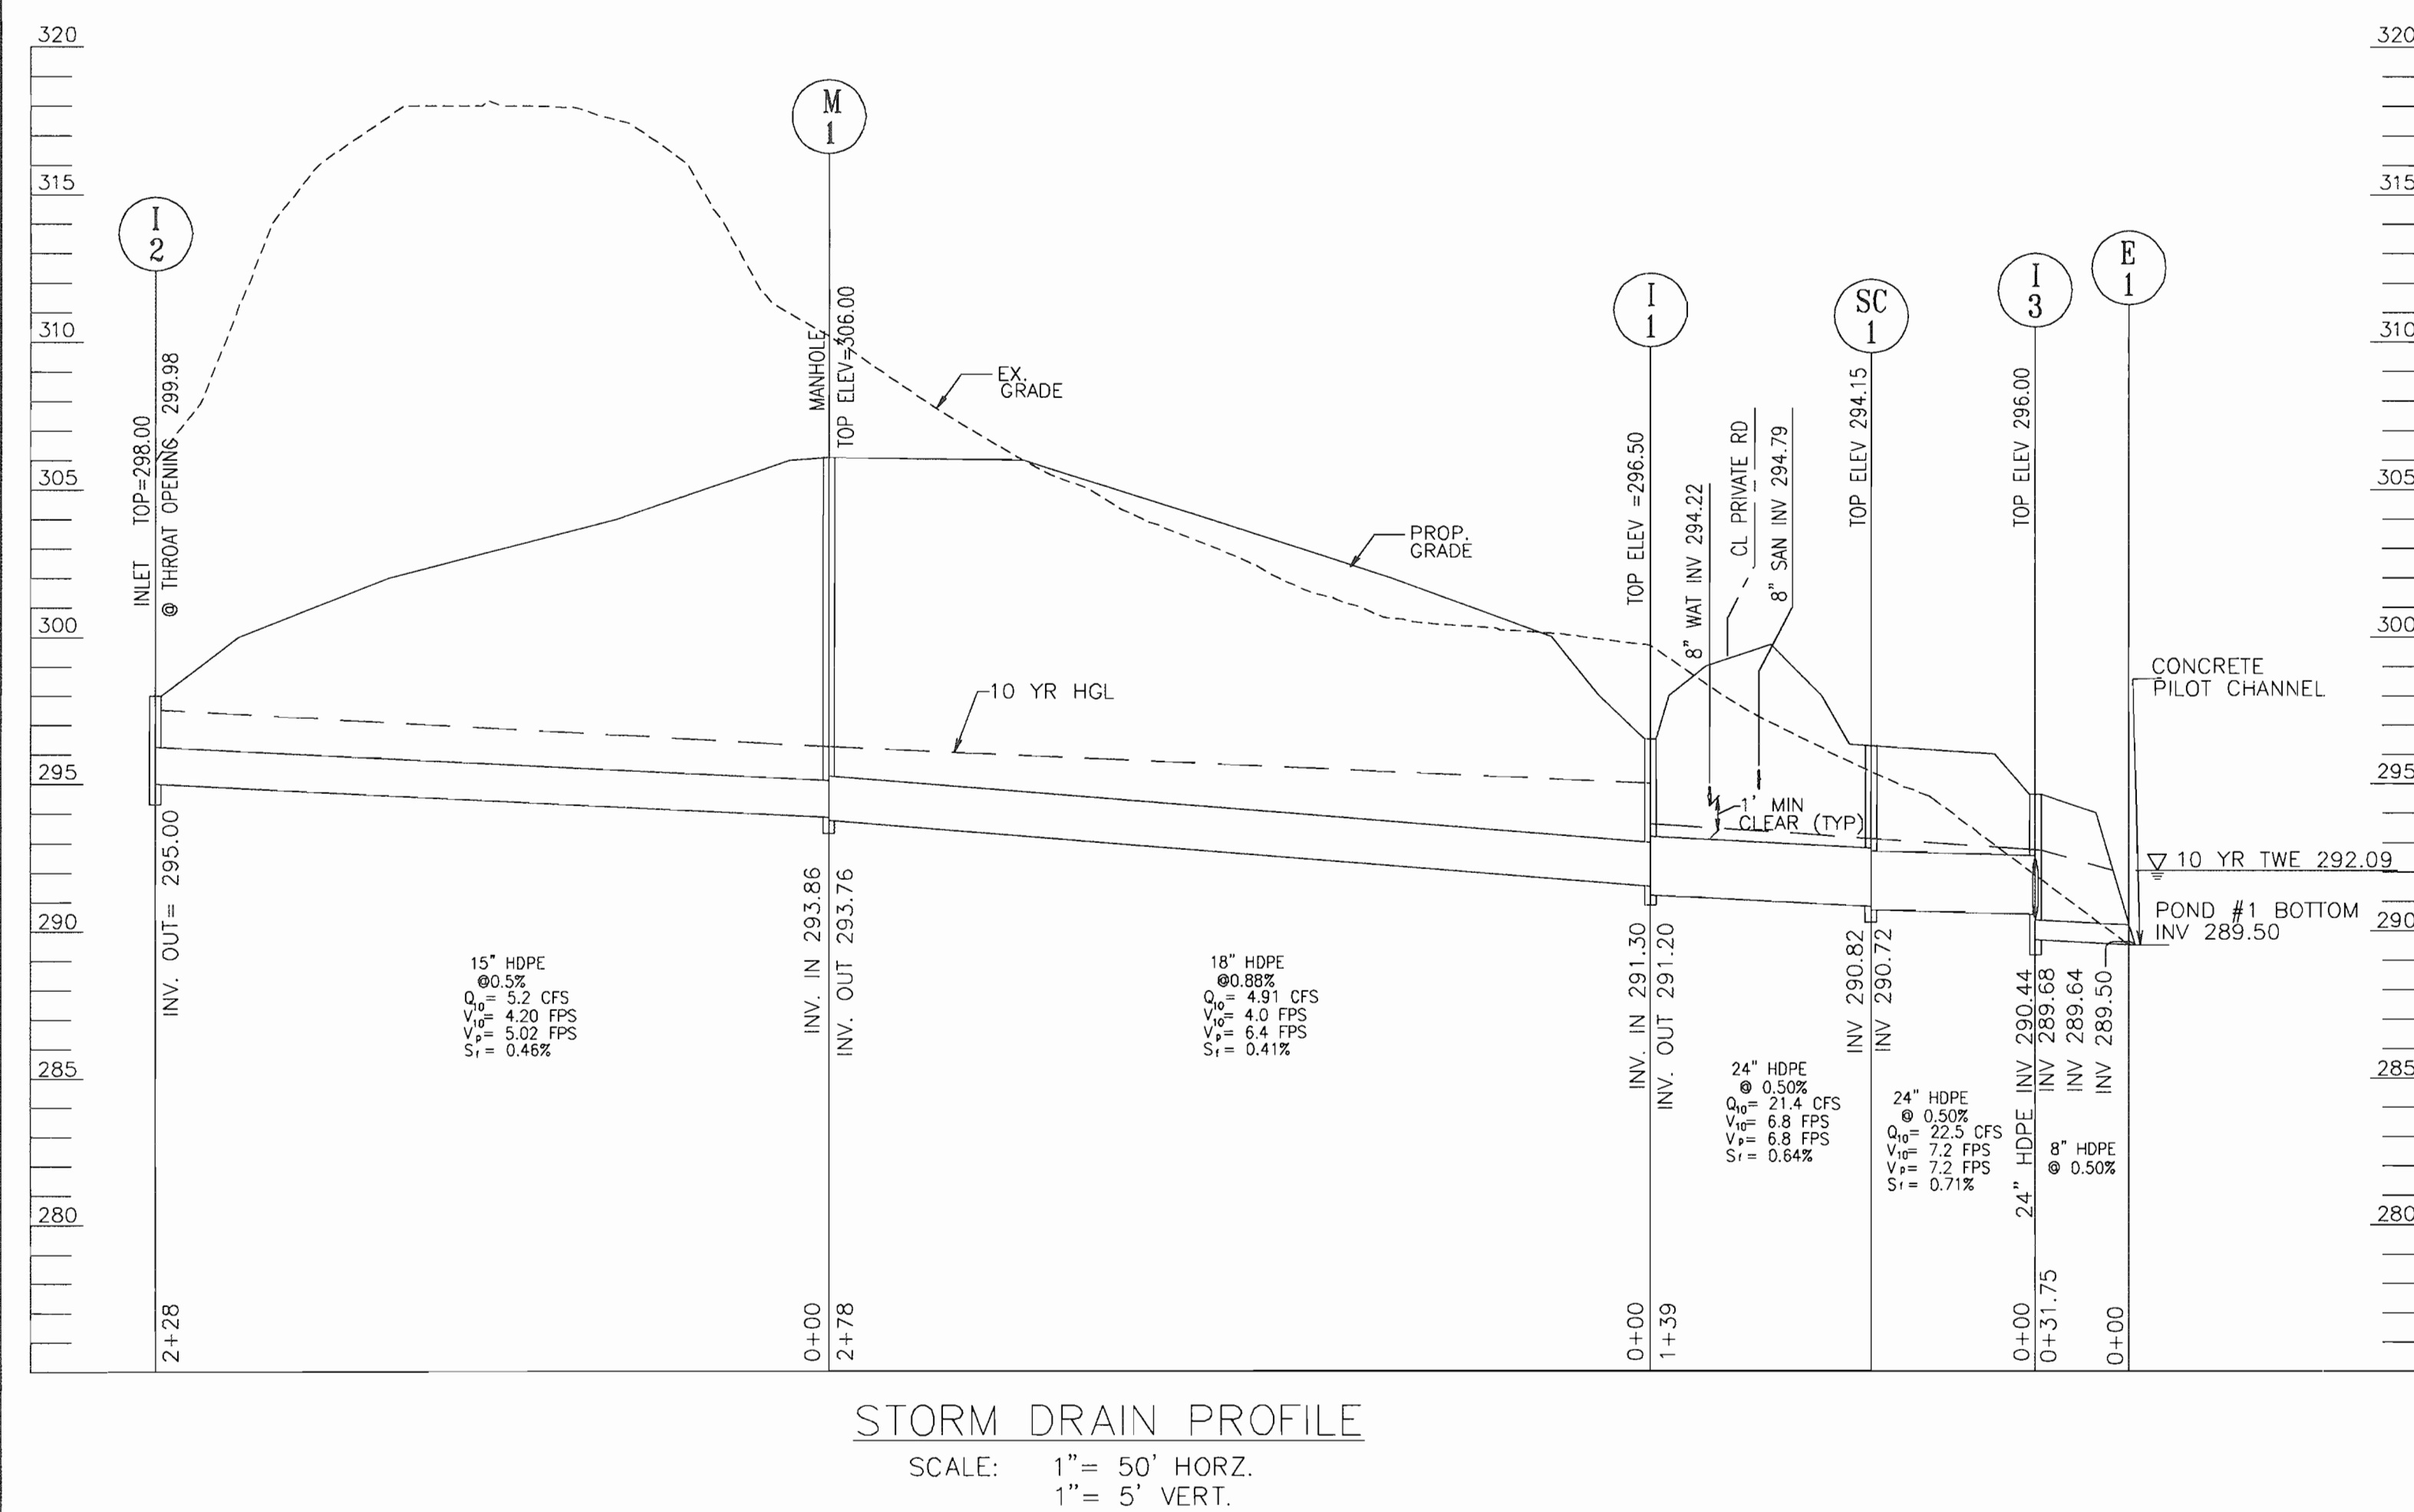 320
315
310
305
300
295
290
285
280
I
2
INLET TOP=298.00
@ THROAT OPENING 299.98
INV. OUT= 295.00
2+28
15" HDPE
@0.5%
Q10= 5.2 CFS
V10= 4.20 FPS
Vp= 5.02 FPS
Sf= 0.46%
M
1
MANHOLE
TOP ELEV=306.00
INV. IN 293.86
INV. OUT 293.76
0+00
2+78
EX.
GRADE
PROP.
GRADE
10 YR HGL
18" HDPE
@0.88%
Q10= 4.91 CFS
V10= 4.0 FPS
Vp= 6.4 FPS
Sf= 0.41%
I
1
TOP ELEV =296.50
INV. IN 291.30
INV. OUT 291.20
0+00
1+39
8" WAT INV 294.22
CL PRIVATE RD
8" SAN INV 294.79
1' MIN
CLEAR (TYP)
24" HDPE
@ 0.50%
Q10= 21.4 CFS
V10= 6.8 FPS
Vp= 6.8 FPS
Sf= 0.64%
SC
1
TOP ELEV 294.15
INV 290.82
INV 290.72
24" HDPE
@ 0.50%
Q10= 22.5 CFS
V10= 7.2 FPS
Vp= 7.2 FPS
Sf= 0.71%
I
3
TOP ELEV 296.00
24" HDPE INV 290.44
INV 289.68
INV 289.64
INV 289.50
8" HDPE
@ 0.50%
0+00
0+31.75
0+00
E
1
CONCRETE
PILOT CHANNEL
10 YR TWE 292.09
POND #1 BOTTOM
INV 289.50
320
315
310
305
300
295
290
285
280
STORM DRAIN PROFILE
SCALE: 1"= 50' HORZ.
1"= 5' VERT.